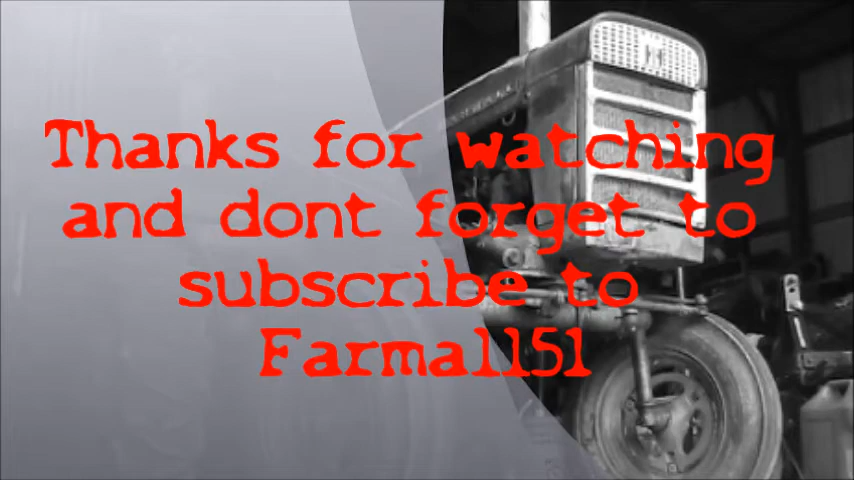 Thanks for watching
and dont forget to
subscribe to
Farmall51